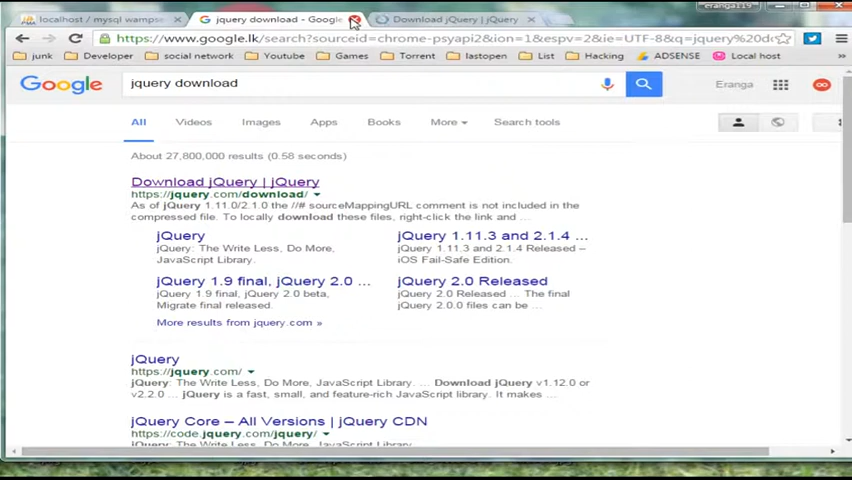 localhost / mysql wampse
jquery download - Google
Download jQuery | jQuery
eranga119
https://www.google.lk/search?sourceid=chrome-psyapi2&ion=1&espv=2&ie=UTF-8&q=jquery%20d
junk
Developer
social network
Youtube
Torrent
lastopen
List
Hacking
ADSENSE
Local host
Google
jquery download
Eranga
All
Videos
Images
Apps
Books
More
Search tools
About 27,800,000 results (0.58 seconds)
Download jQuery | jQuery
https://jquery.com/download/
As of jQuery 1.11.0/2.1.0 the //# sourceMappingURL comment is not included in the
compressed file. To locally download these files, right-click the link and ...
jQuery
jQuery: The Write Less, Do More,
JavaScript Library.
jQuery 1.11.3 and 2.1.4 ...
jQuery 1.11.3 and 2.1.4 Released –
iOS Fail-Safe Edition.
jQuery 1.9 final, jQuery 2.0 ...
jQuery 1.9 final, jQuery 2.0 beta,
Migrate final released.
jQuery 2.0 Released
jQuery 2.0 Released ... The final
jQuery 2.0.0 files can be ...
More results from jquery.com »
jQuery
https://jquery.com/
jQuery: The Write Less, Do More, JavaScript Library. ... Download jQuery v1.12.0 or
v2.2.0 ... jQuery is a fast, small, and feature-rich JavaScript library. It makes ...
jQuery Core – All Versions | jQuery CDN
https://code.jquery.com/jquery/